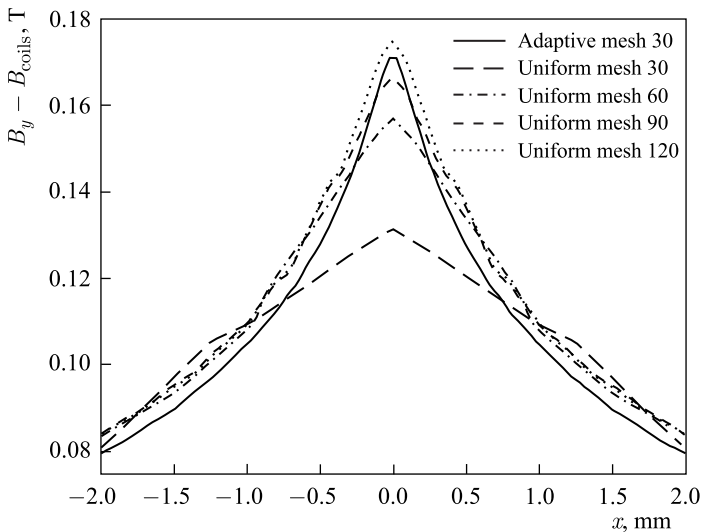 B_y − B_coils, T
0.18
0.16
0.14
0.12
0.10
0.08
−2.0 −1.5 −1.0 −0.5 0.0 0.5 1.0 1.5 2.0
x, mm
Adaptive mesh 30
Uniform mesh 30
Uniform mesh 60
Uniform mesh 90
Uniform mesh 120